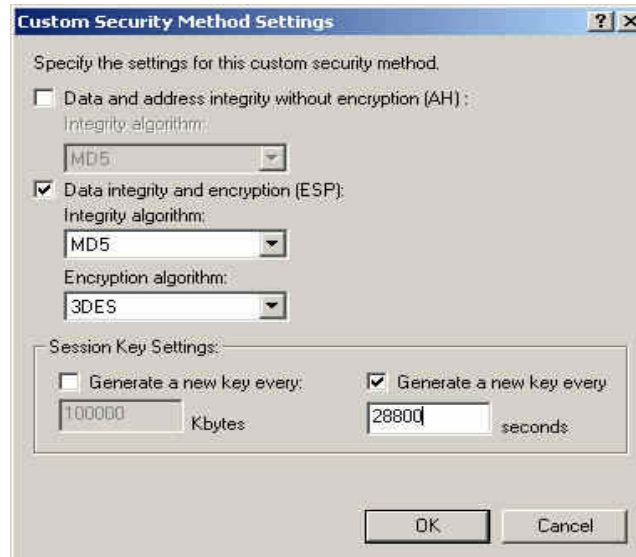 Custom Security Method Settings
Specify the settings for this custom security method.
Data and address integrity without encryption (AH) :
Integrity algorithm:
MD5
Data integrity and encryption (ESP):
Integrity algorithm:
MD5
Encryption algorithm:
3DES
Session Key Settings:
Generate a new key every: Generate a new key every
100000 Kbytes 28800 seconds
OK Cancel